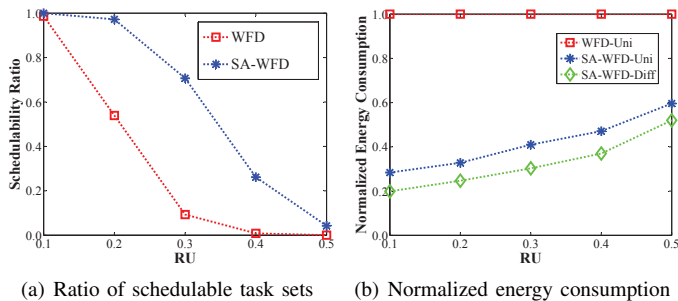 1.0
0.8
0.6
0.4
0.2
0.0
0.1 0.2 0.3 0.4 0.5
Schedulability Ratio
RU
WFD
SA-WFD
(a) Ratio of schedulable task sets
1.0
0.8
0.6
0.4
0.2
0.0
0.1 0.2 0.3 0.4 0.5
Normalized Energy Consumption
RU
WFD-Uni
SA-WFD-Uni
SA-WFD-Diff
(b) Normalized energy consumption